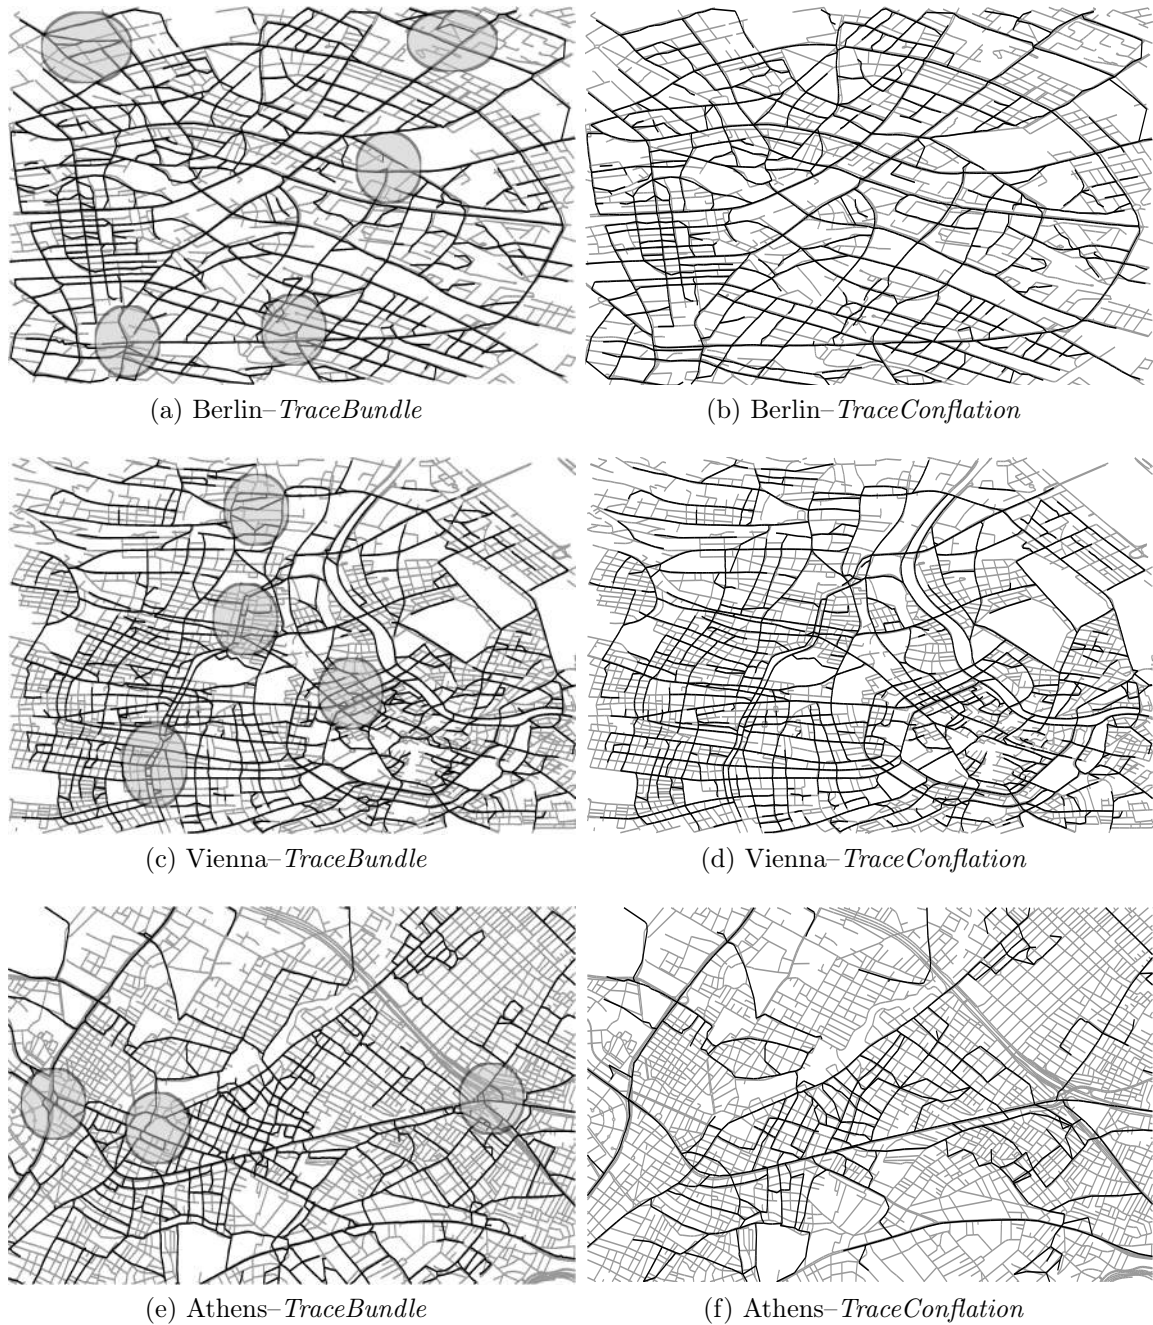 (a) Berlin–TraceBundle
(b) Berlin–TraceConflation
(c) Vienna–TraceBundle
(d) Vienna–TraceConflation
(e) Athens–TraceBundle
(f) Athens–TraceConflation